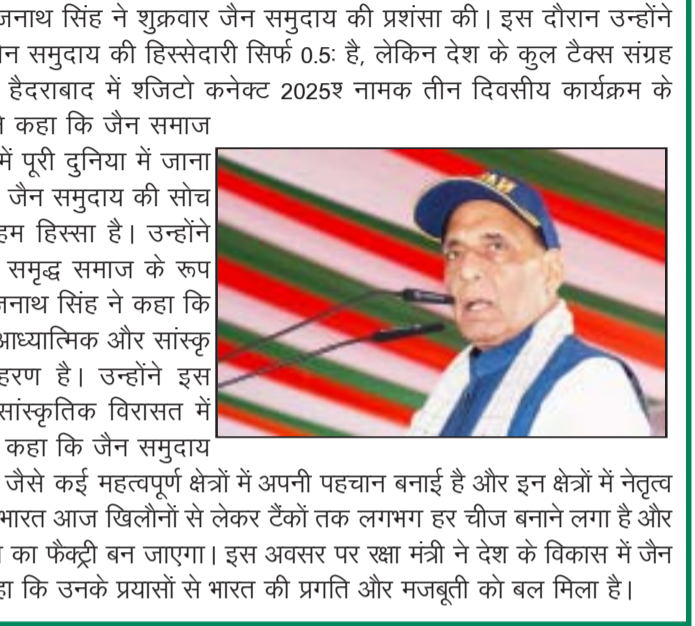 जनाथ सिंह ने शुक्रवार जैन समुदाय की प्रशंसा की। इस दौरान उन्होंने
न समुदाय की हिस्सेदारी सिर्फ 0.5ः है, लेकिन देश के कुल टैक्स संग्रह
हैदराबाद में श्जिटो कनेक्ट 2025श् नामक तीन दिवसीय कार्यक्रम के
कहा कि जैन समाज
में पूरी दुनिया में जाना
जैन समुदाय की सोच
हम हिस्सा है। उन्होंने
समृद्ध समाज के रूप
जनाथ सिंह ने कहा कि
आध्यात्मिक और सांस्कृ
हरण है। उन्होंने इस
सांस्कृतिक विरासत में
कहा कि जैन समुदाय
जैसे कई महत्वपूर्ण क्षेत्रों में अपनी पहचान बनाई है और इन क्षेत्रों में नेतृत्व
भारत आज खिलौनों से लेकर टैंकों तक लगभग हर चीज बनाने लगा है और
का फैक्ट्री बन जाएगा। इस अवसर पर रक्षा मंत्री ने देश के विकास में जैन
हा कि उनके प्रयासों से भारत की प्रगति और मजबूती को बल मिला है।